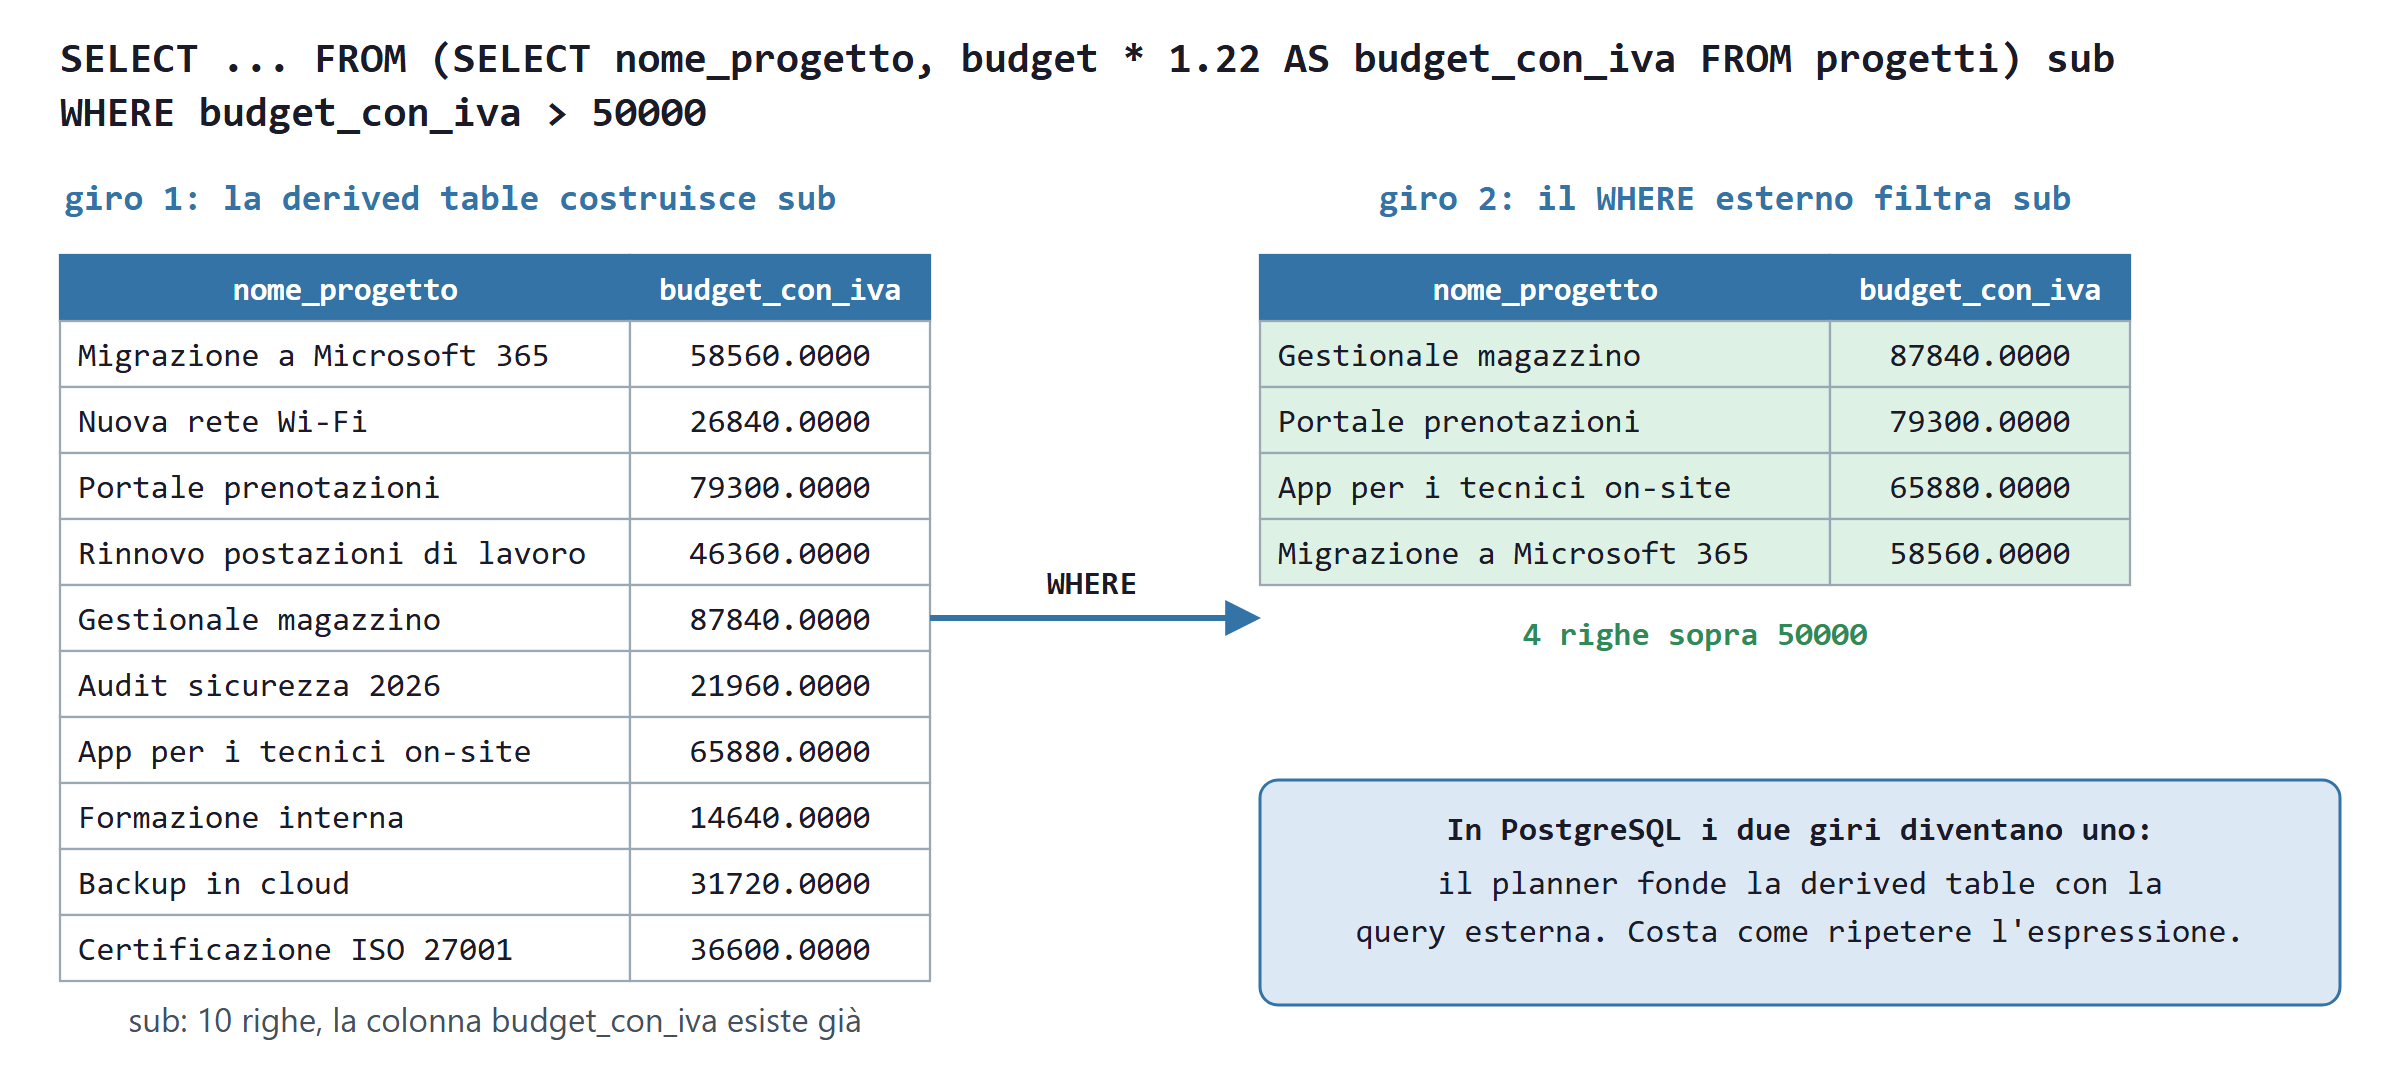 SELECT ... FROM (SELECT nome_progetto, budget * 1.22 AS budget_con_iva FROM progetti) sub
WHERE budget_con_iva > 50000
giro 1: la derived table costruisce sub
nome_progetto budget_con_iva
Migrazione a Microsoft 365 58560.0000
Nuova rete Wi-Fi 26840.0000
Portale prenotazioni 79300.0000
Rinnovo postazioni di lavoro 46360.0000
Gestionale magazzino 87840.0000
Audit sicurezza 2026 21960.0000
App per i tecnici on-site 65880.0000
Formazione interna 14640.0000
Backup in cloud 31720.0000
Certificazione ISO 27001 36600.0000
sub: 10 righe, la colonna budget_con_iva esiste già
WHERE
giro 2: il WHERE esterno filtra sub
nome_progetto budget_con_iva
Gestionale magazzino 87840.0000
Portale prenotazioni 79300.0000
App per i tecnici on-site 65880.0000
Migrazione a Microsoft 365 58560.0000
4 righe sopra 50000
In PostgreSQL i due giri diventano uno:
il planner fonde la derived table con la
query esterna. Costa come ripetere l'espressione.